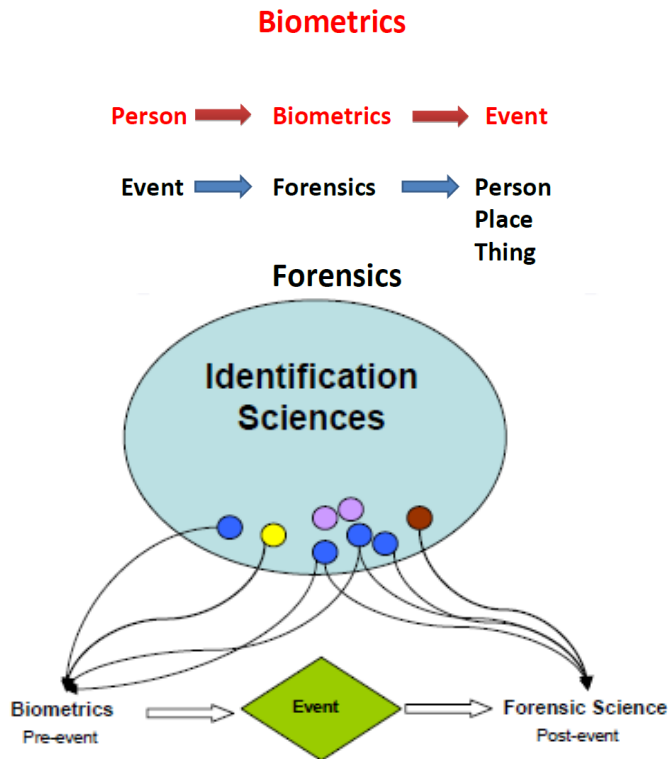 Biometrics
Person Biometrics Event
Event Forensics Person
Place
Thing
Forensics
Identification
Sciences
Biometrics Event Forensic Science
Pre-event Post-event